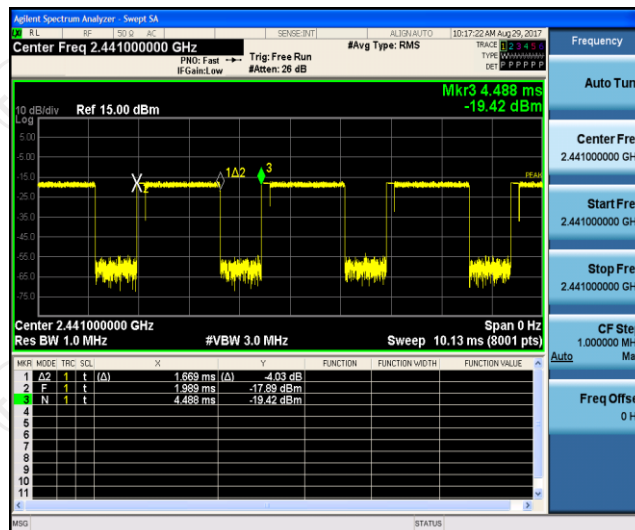 Agilent Spectrum Analyzer - Swept SA
RL RF 50 Ω AC SENSE:INT ALIGNAUTO 10:17:22 AM Aug 29, 2017
Center Freq 2.441000000 GHz #Avg Type: RMS TRACE 1 2 3 4 5 6
PNO: Fast Trig: Free Run TYPE
IFGain:Low #Atten: 26 dB DET P P P P P P
Mkr3 4.488 ms
10 dB/div Ref 15.00 dBm -19.42 dBm
Log
5.00
-5.00
-15.0 1Δ2 3 PEAK
2
-25.0
-35.0
-45.0
-55.0
-65.0
-75.0
Center 2.441000000 GHz Span 0 Hz
Res BW 1.0 MHz #VBW 3.0 MHz Sweep 10.13 ms (8001 pts)
MKR MODE TRC SCL X Y FUNCTION FUNCTION WIDTH FUNCTION VALUE
1 Δ2 1 t (Δ) 1.669 ms (Δ) -4.03 dB
2 F 1 t 1.989 ms -17.89 dBm
3 N 1 t 4.488 ms -19.42 dBm
4
5
6
7
8
9
10
11
MSG STATUS
Frequency
Auto Tun
Center Fre
2.441000000 GH
Start Fre
2.441000000 GH
Stop Fre
2.441000000 GH
CF Ste
1.000000 MH
Auto Ma
Freq Offse
0 H